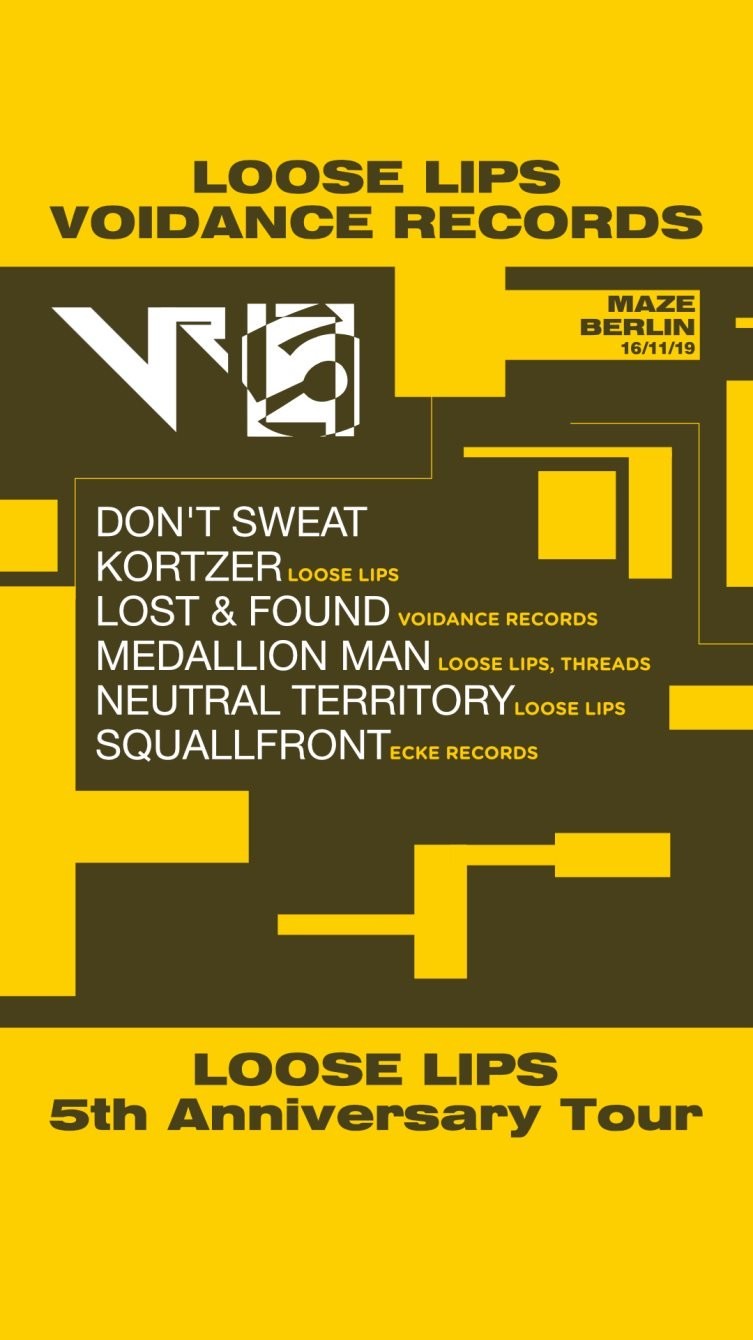 LOOSE LIPS
VOIDANCE RECORDS
MAZE
BERLIN
16/11/19
VR
DON'T SWEAT
KORTZER LOOSE LIPS
LOST & FOUND VOIDANCE RECORDS
MEDALLION MAN LOOSE LIPS, THREADS
NEUTRAL TERRITORY LOOSE LIPS
SQUALLFRONT ECKE RECORDS
LOOSE LIPS
5th Anniversary Tour